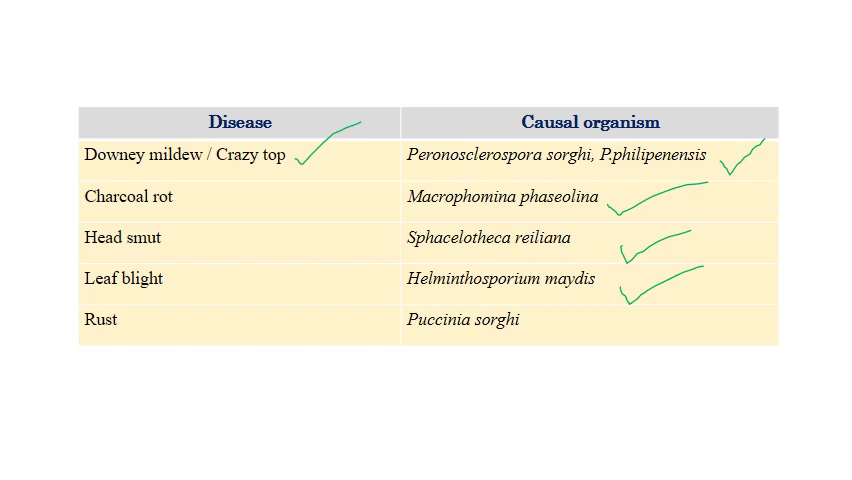 Disease Causal organism
Downey mildew / Crazy top Peronosclerospora sorghi, P.philipenensis
Charcoal rot Macrophomina phaseolina
Head smut Sphacelotheca reiliana
Leaf blight Helminthosporium maydis
Rust Puccinia sorghi